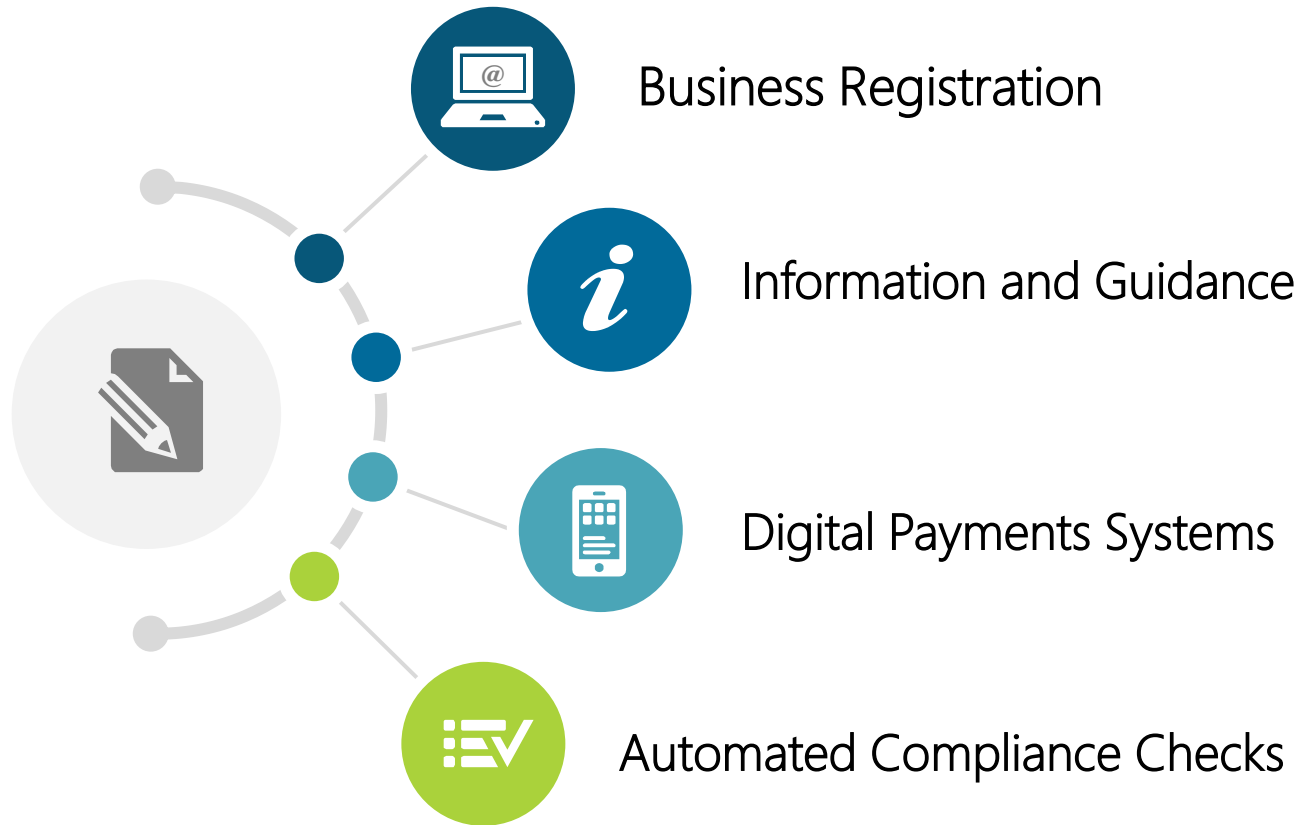 @
Business Registration
Information and Guidance
Digital Payments Systems
Automated Compliance Checks